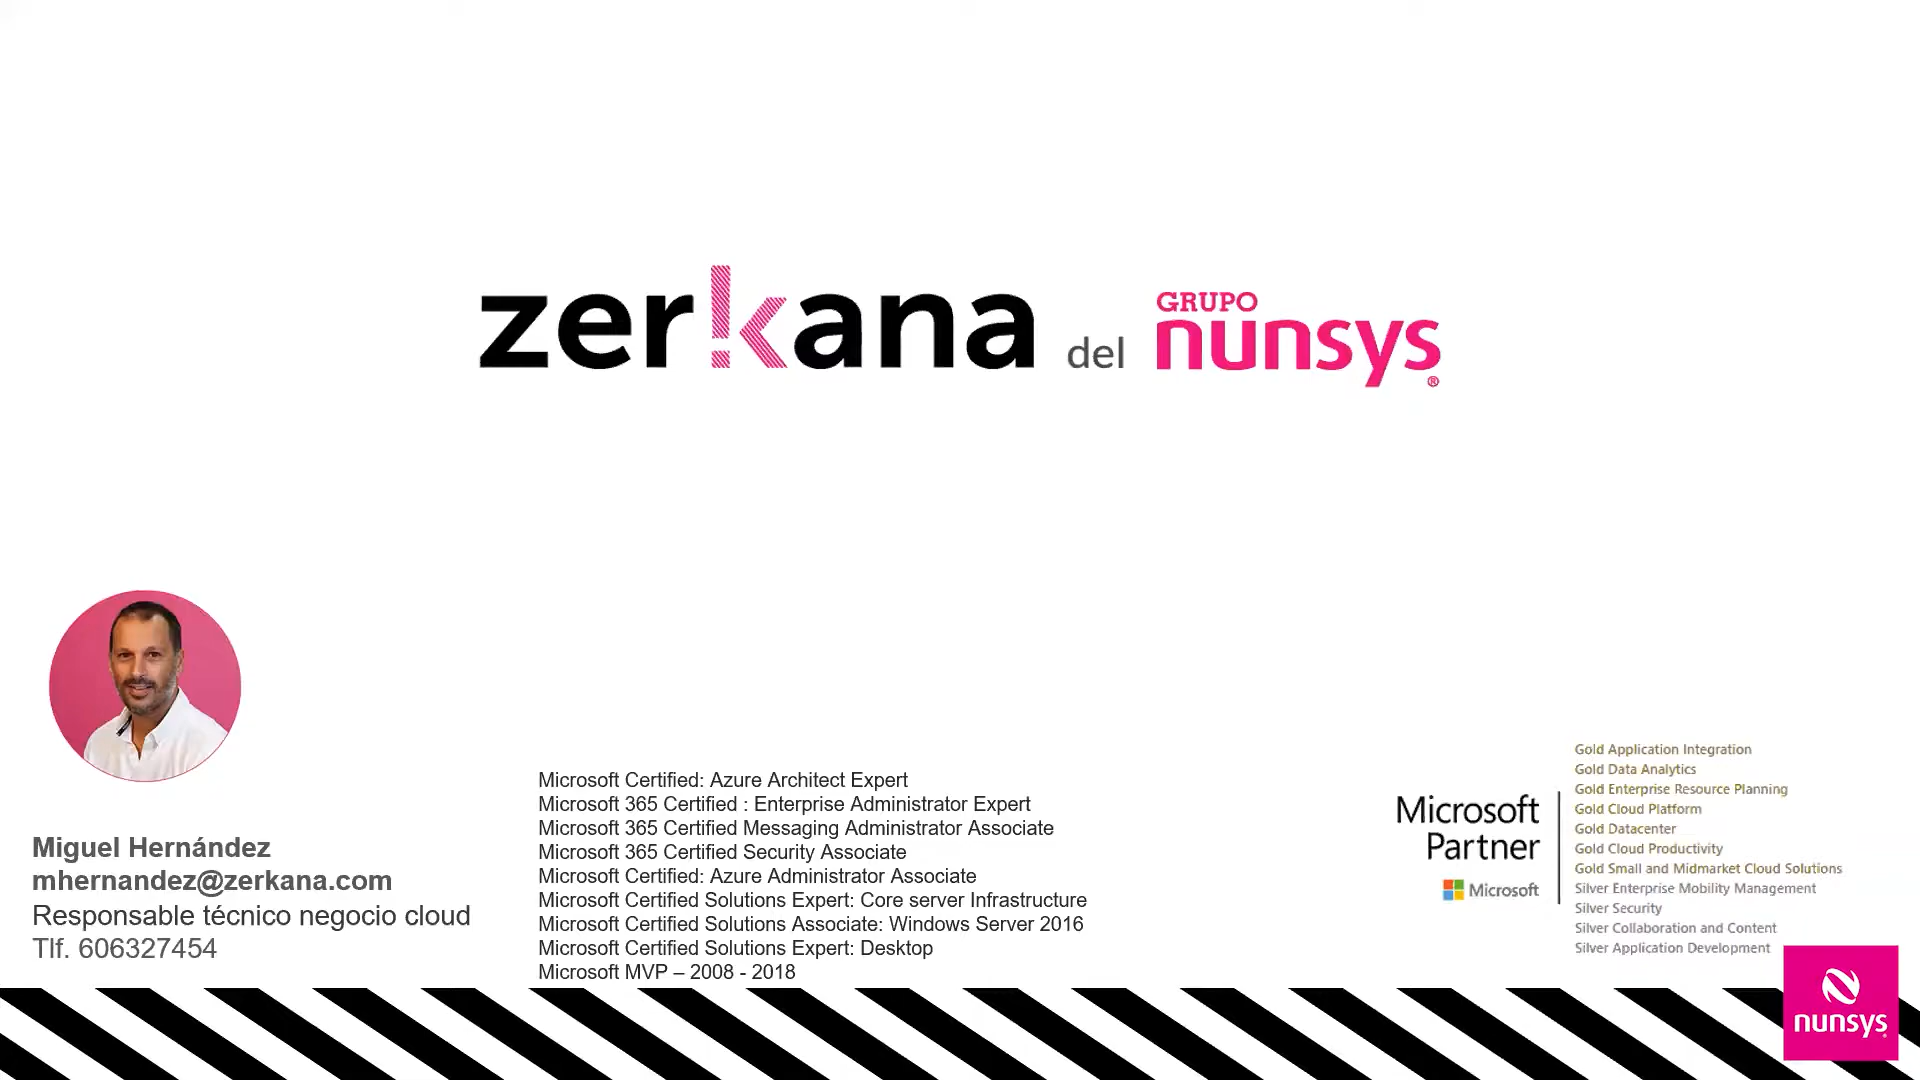 zerkana del GRUPO nunsys®
Miguel Hernández
mhernandez@zerkana.com
Responsable técnico negocio cloud
Tlf. 606327454
Microsoft Certified: Azure Architect Expert
Microsoft 365 Certified : Enterprise Administrator Expert
Microsoft 365 Certified Messaging Administrator Associate
Microsoft 365 Certified Security Associate
Microsoft Certified: Azure Administrator Associate
Microsoft Certified Solutions Expert: Core server Infrastructure
Microsoft Certified Solutions Associate: Windows Server 2016
Microsoft Certified Solutions Expert: Desktop
Microsoft MVP – 2008 - 2018
Microsoft
Partner
Microsoft
Gold Application Integration
Gold Data Analytics
Gold Enterprise Resource Planning
Gold Cloud Platform
Gold Datacenter
Gold Cloud Productivity
Gold Small and Midmarket Cloud Solutions
Silver Enterprise Mobility Management
Silver Security
Silver Collaboration and Content
Silver Application Development
nunsys